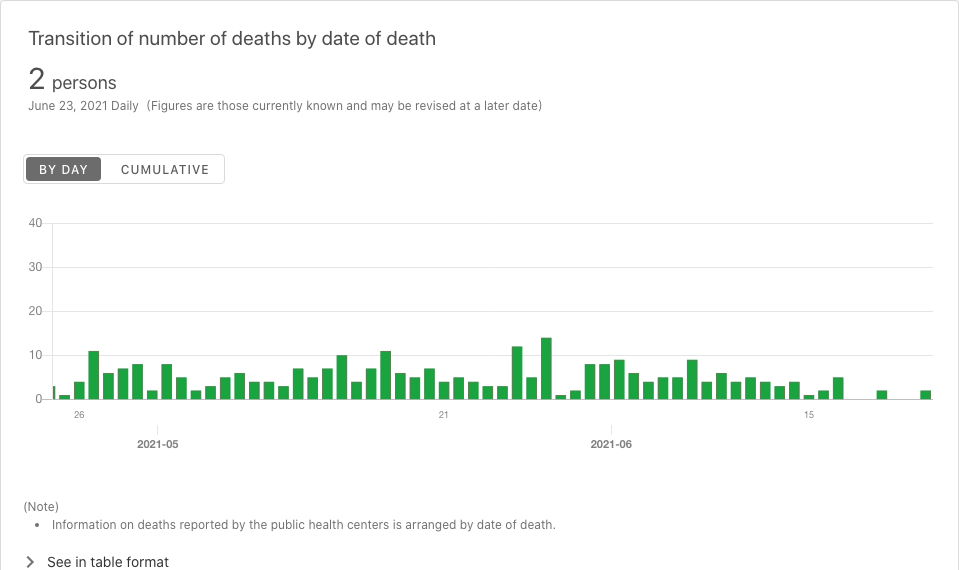 Transition of number of deaths by date of death
2 persons
June 23, 2021 Daily (Figures are those currently known and may be revised at a later date)
BY DAY CUMULATIVE
40
30
20
10
0
26 21 15
2021-05 2021-06
(Note)
• Information on deaths reported by the public health centers is arranged by date of death.
See in table format